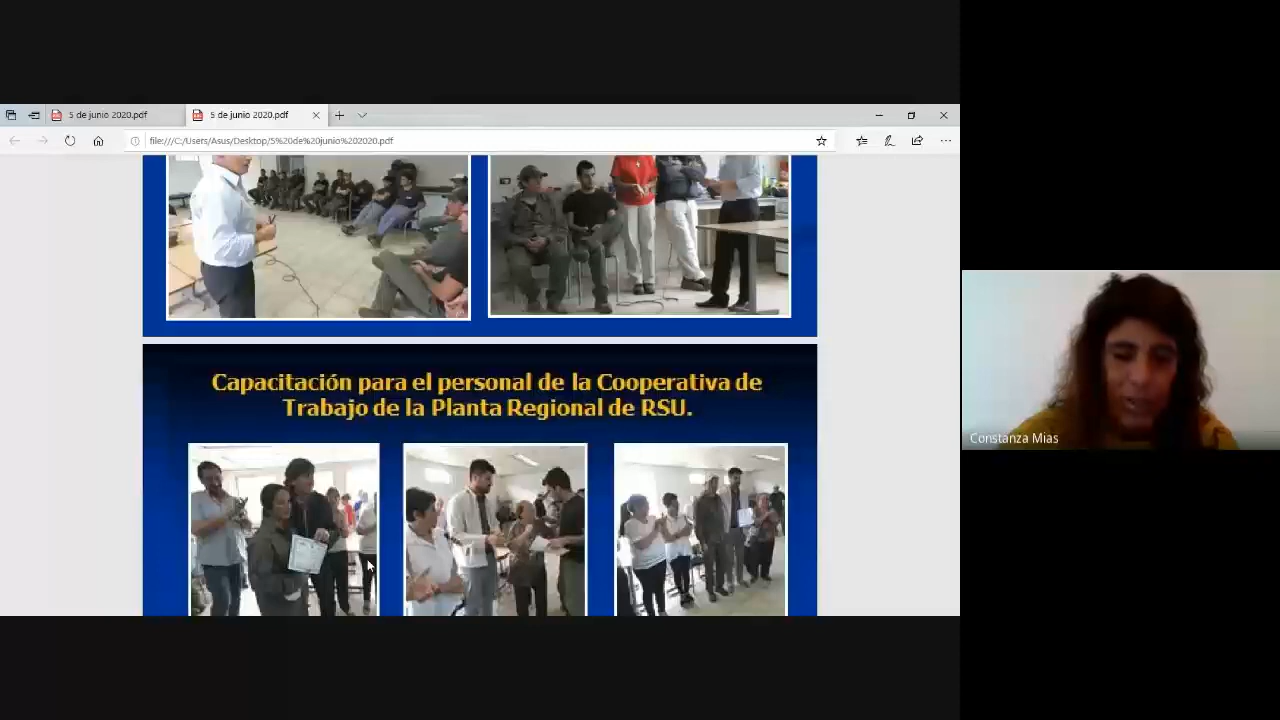 5 de junio 2020.pdf
5 de junio 2020.pdf
file:///C:/Users/Asus/Desktop/5%20de%20junio%202020.pdf
Capacitación para el personal de la Cooperativa de
Trabajo de la Planta Regional de RSU.
Constanza Mias